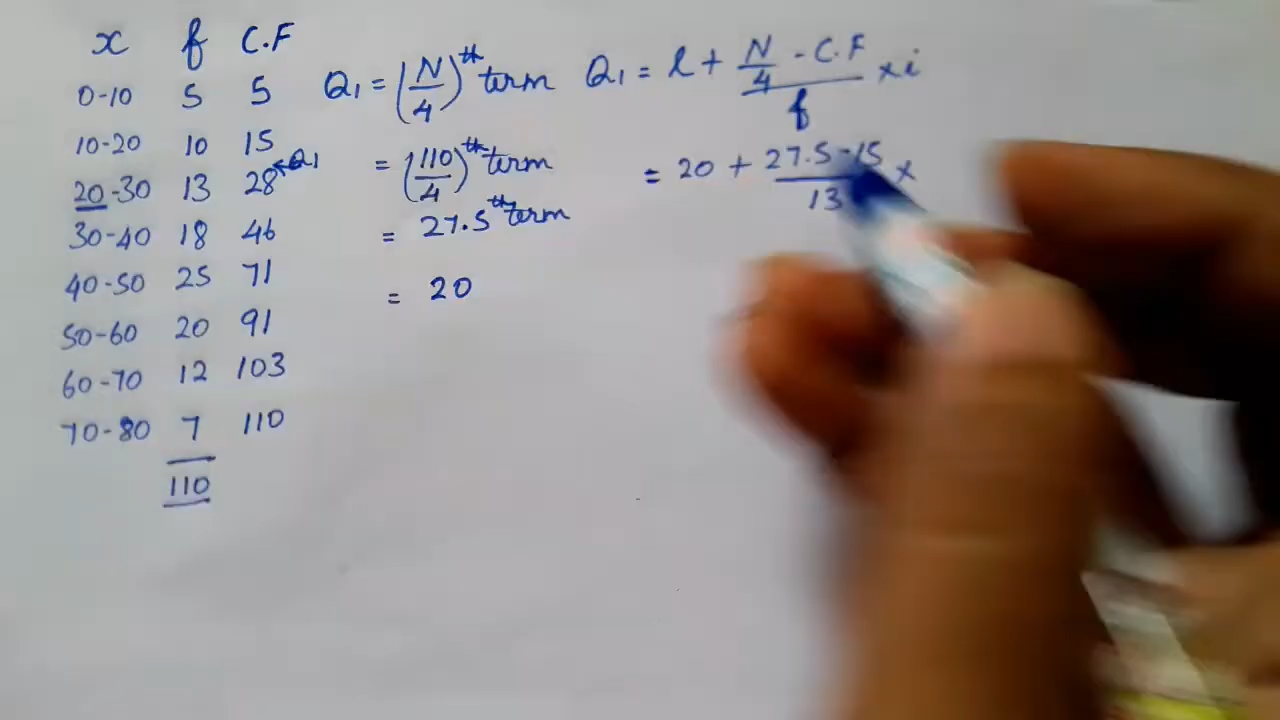 x f C.F
0-10 5 5
10-20 10 15
20-30 13 28 ←Q1
30-40 18 46
40-50 25 71
50-60 20 91
60-70 12 103
70-80 7 110
110
Q1 = (N/4)th term
= (110/4)th term
= 27.5th term
= 20
Q1 = l + N/4 - C.F / f × i
= 20 + 27.5-15 / 13 ×